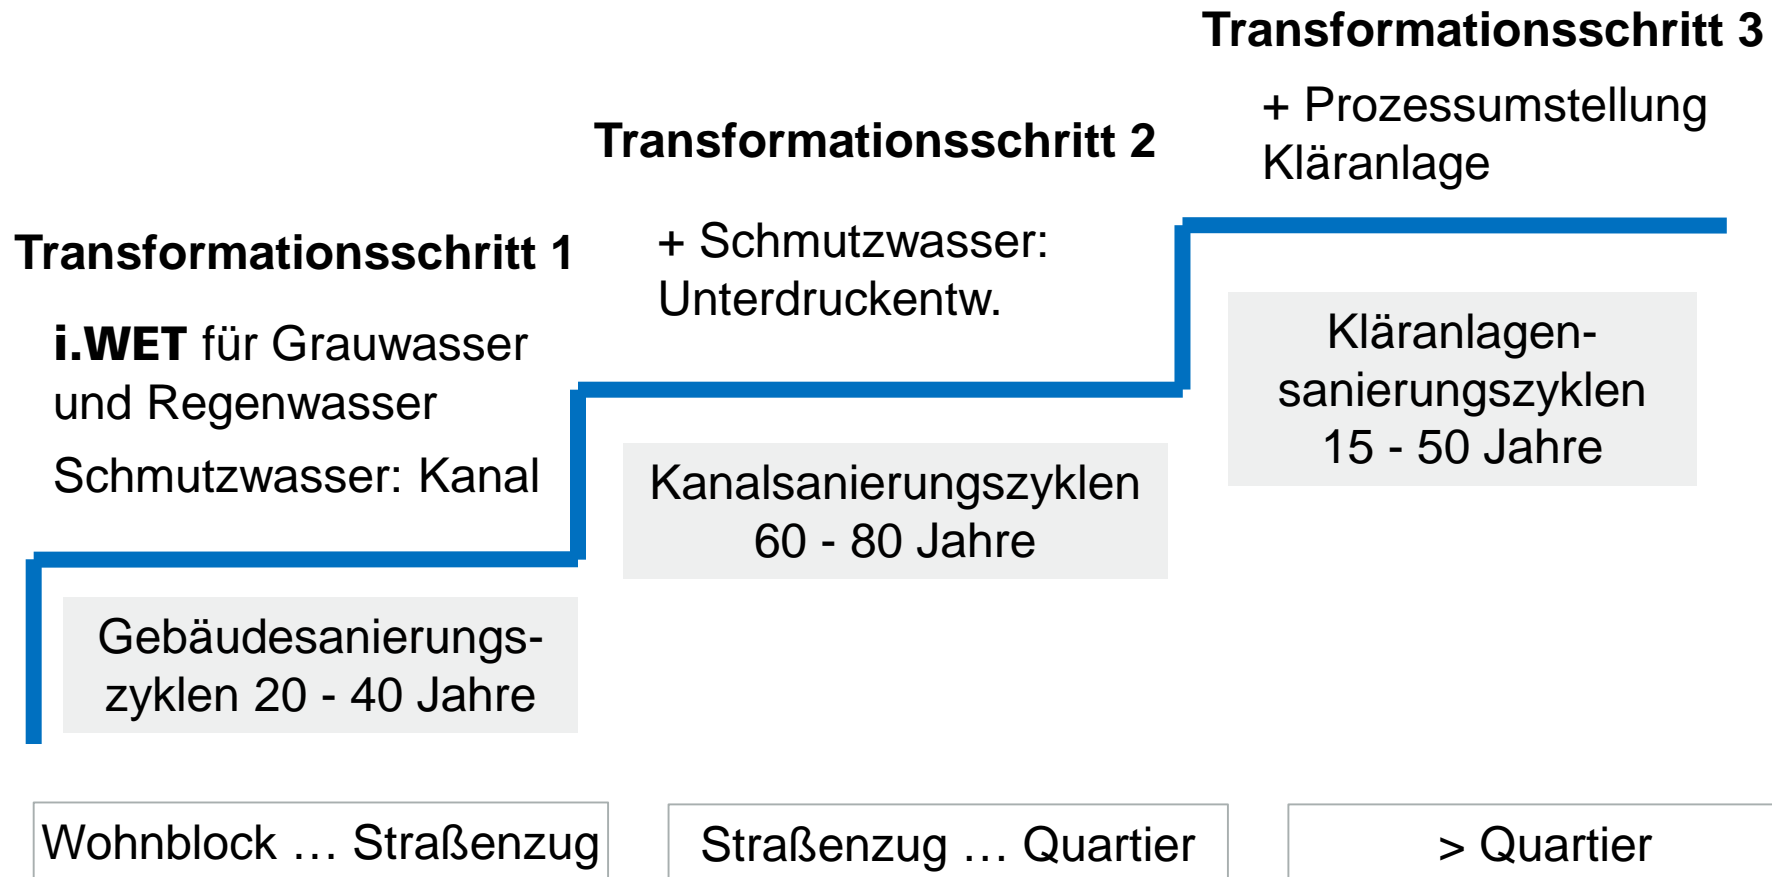 Transformationsschritt 3
+ Prozessumstellung
Kläranlage
Transformationsschritt 2
+ Schmutzwasser:
Unterdruckentw.
Transformationsschritt 1
i.WET für Grauwasser
und Regenwasser
Schmutzwasser: Kanal
Kläranlagen-
sanierungszyklen
15 - 50 Jahre
Kanalsanierungszyklen
60 - 80 Jahre
Gebäudesanierungs-
zyklen 20 - 40 Jahre
Wohnblock … Straßenzug
Straßenzug … Quartier
> Quartier